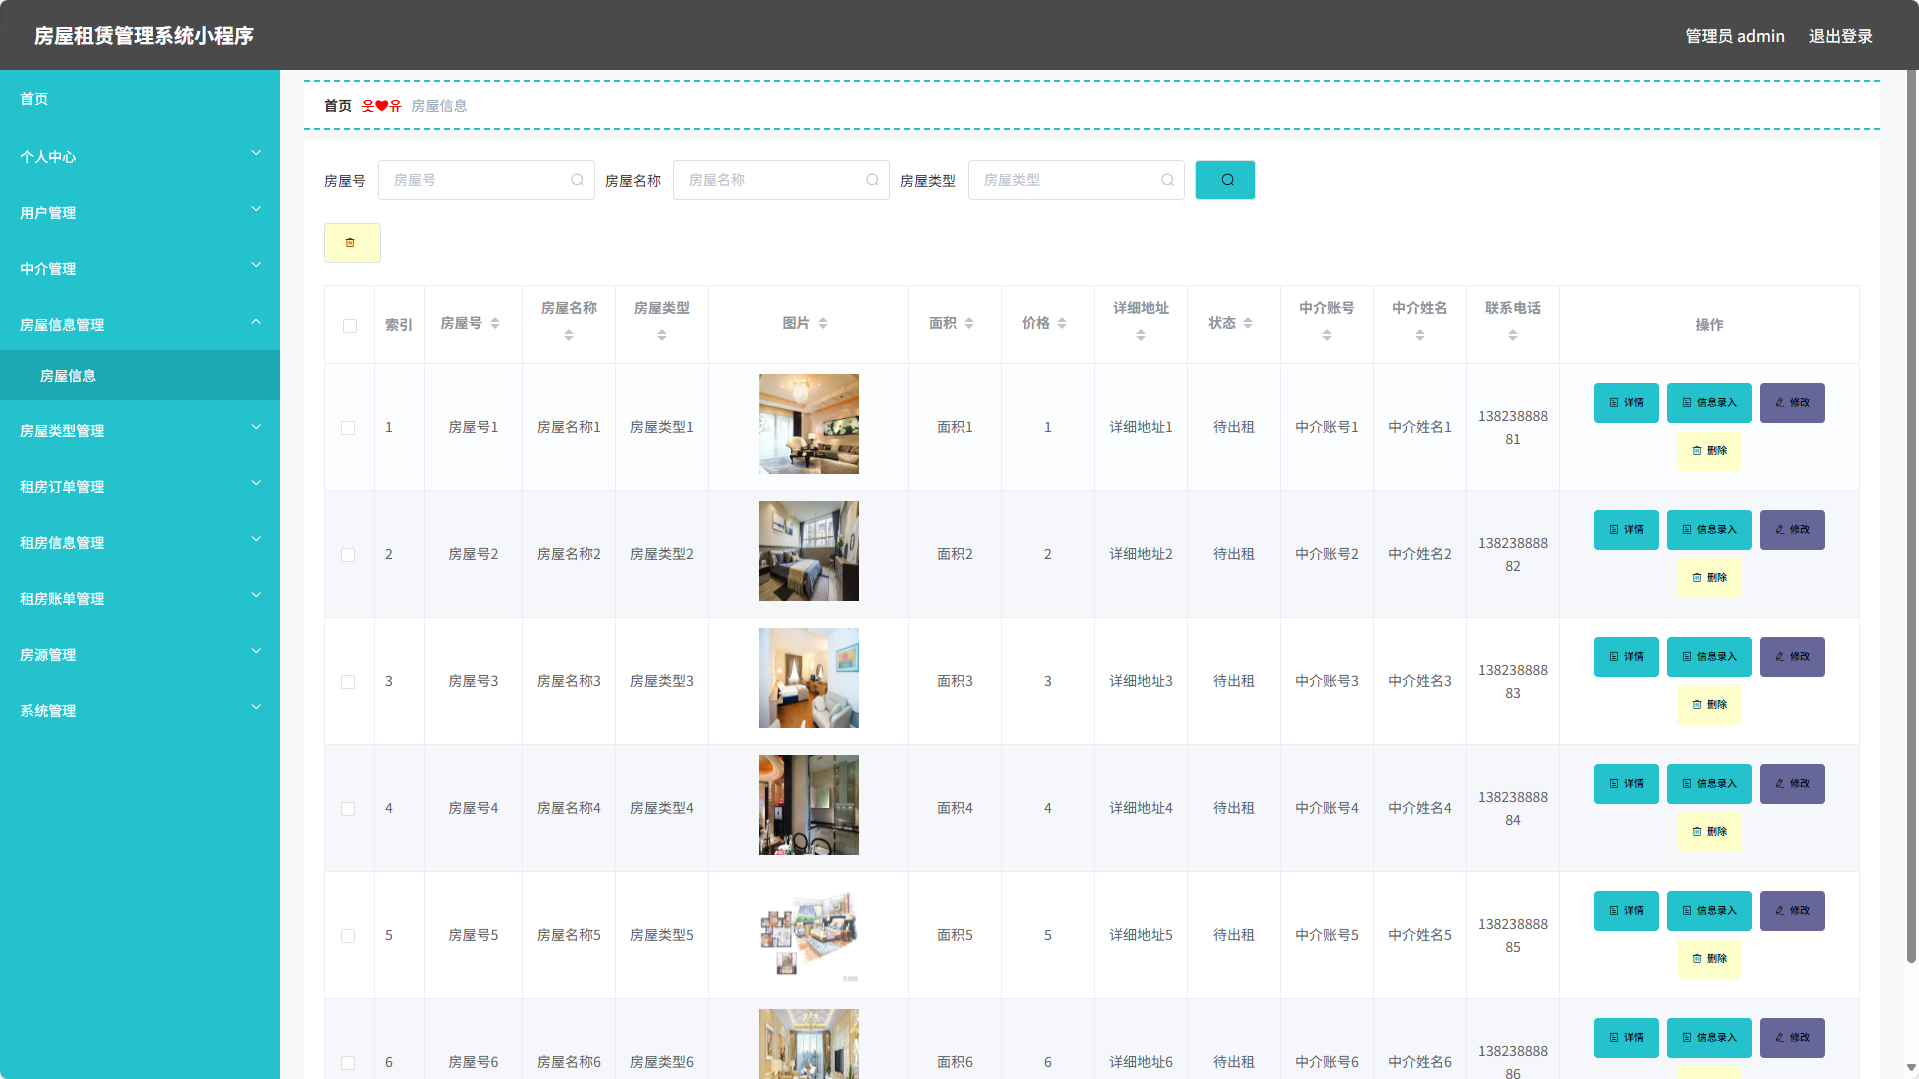 房屋租赁管理系统小程序
管理员 admin 退出登录
首页
个人中心
用户管理
中介管理
房屋信息管理
房屋信息
房屋类型管理
租房订单管理
租房信息管理
租房账单管理
房源管理
系统管理
首页 웃❤유 房屋信息
房屋号 房屋号 房屋名称 房屋名称 房屋类型 房屋类型
索引 房屋号 房屋名称 房屋类型 图片 面积 价格 详细地址 状态 中介账号 中介姓名 联系电话 操作
1 房屋号1 房屋名称1 房屋类型1 面积1 1 详细地址1 待出租 中介账号1 中介姓名1 138238888
81
详情 信息录入 修改
删除
2 房屋号2 房屋名称2 房屋类型2 面积2 2 详细地址2 待出租 中介账号2 中介姓名2 138238888
82
详情 信息录入 修改
删除
3 房屋号3 房屋名称3 房屋类型3 面积3 3 详细地址3 待出租 中介账号3 中介姓名3 138238888
83
详情 信息录入 修改
删除
4 房屋号4 房屋名称4 房屋类型4 面积4 4 详细地址4 待出租 中介账号4 中介姓名4 138238888
84
详情 信息录入 修改
删除
5 房屋号5 房屋名称5 房屋类型5 面积5 5 详细地址5 待出租 中介账号5 中介姓名5 138238888
85
详情 信息录入 修改
删除
6 房屋号6 房屋名称6 房屋类型6 面积6 6 详细地址6 待出租 中介账号6 中介姓名6 138238888
86
详情 信息录入 修改